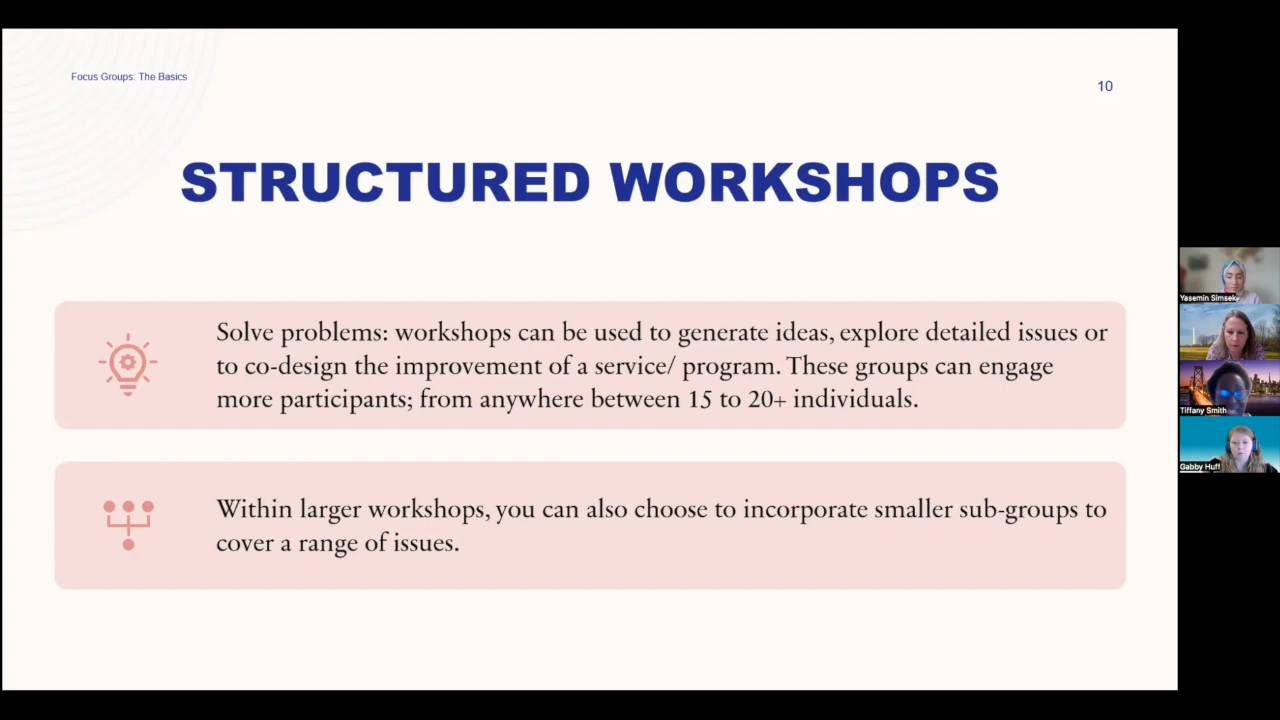 Focus Groups: The Basics
10
STRUCTURED WORKSHOPS
Solve problems: workshops can be used to generate ideas, explore detailed issues or
to co-design the improvement of a service/ program. These groups can engage
more participants; from anywhere between 15 to 20+ individuals.
Within larger workshops, you can also choose to incorporate smaller sub-groups to
cover a range of issues.
Yasemin Simsek
Tiffany Smith
Gabby Huff